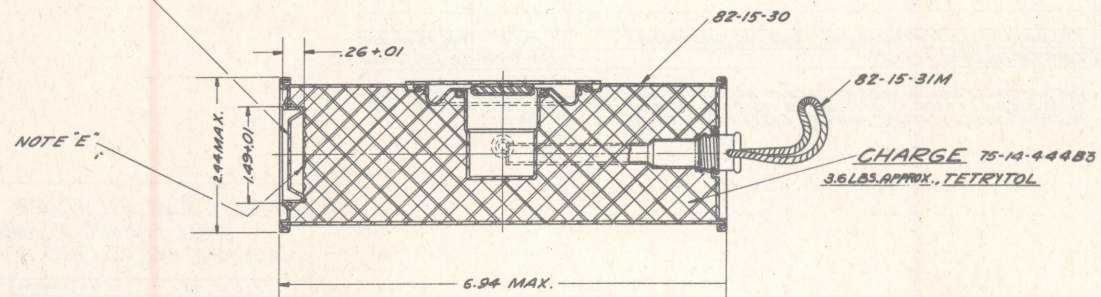 82-15-30
.26+.01
82-15-31M
NOTE "E"
2.44 MAX.
1.49+.01
CHARGE 75-14-444B3
3.6 LBS. APPROX., TETRYTOL
6.94 MAX.